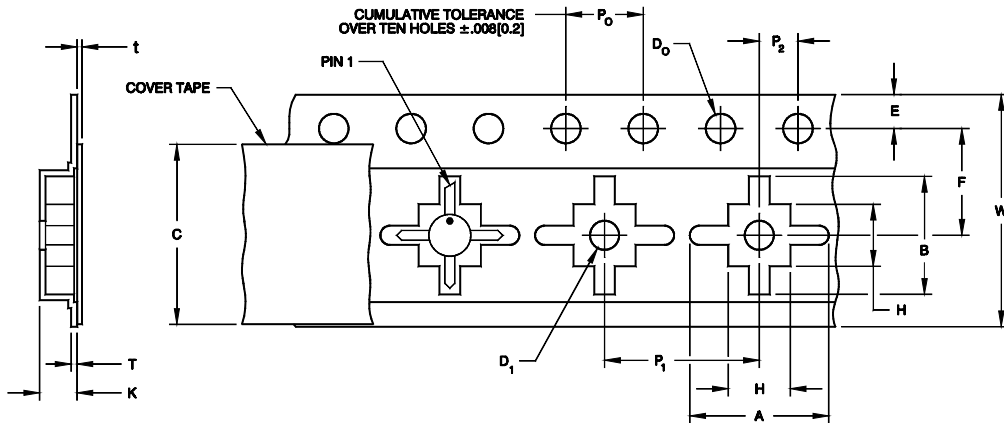 CUMULATIVE TOLERANCE
OVER TEN HOLES ±.008[0.2]
P0
D0
P2
t
PIN 1
COVER TAPE
E
F
W
C
B
H
T
K
D1
P1
H
A